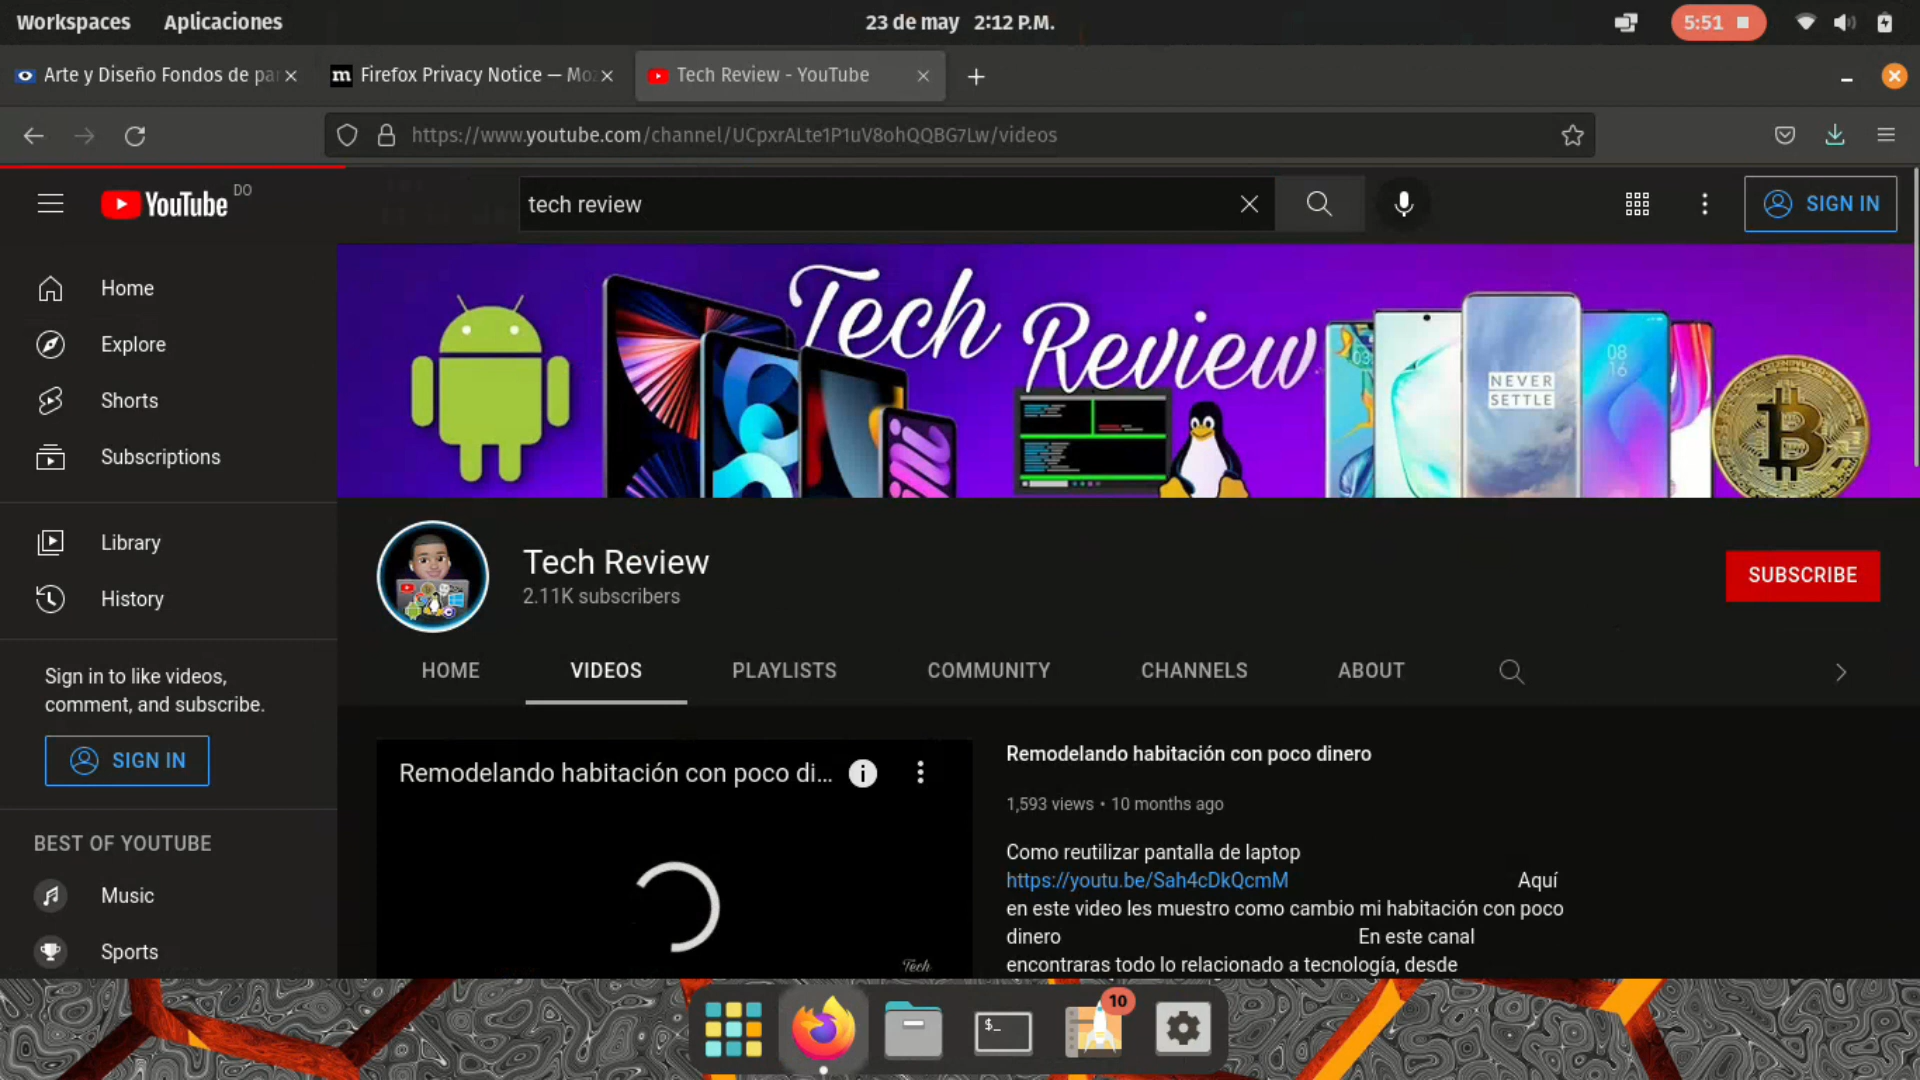 Workspaces Aplicaciones 23 de may 2:12 P.M. 5:51
Arte y Diseño Fondos de pa Firefox Privacy Notice — Moz Tech Review - YouTube
https://www.youtube.com/channel/UCpxrALte1P1uV8ohQQBG7Lw/videos
YouTube DO tech review SIGN IN
Home
Explore
Shorts
Subscriptions
Library
History
Sign in to like videos,
comment, and subscribe.
SIGN IN
BEST OF YOUTUBE
Music
Sports
Tech Review
NEVER
SETTLE
08
16
Tech Review
2.11K subscribers
SUBSCRIBE
HOME VIDEOS PLAYLISTS COMMUNITY CHANNELS ABOUT
Remodelando habitación con poco di...
Tech
Remodelando habitación con poco dinero
1,593 views • 10 months ago
Como reutilizar pantalla de laptop
https://youtu.be/Sah4cDkQcmM Aquí
en este video les muestro como cambio mi habitación con poco
dinero En este canal
encontraras todo lo relacionado a tecnología, desde
$_
10